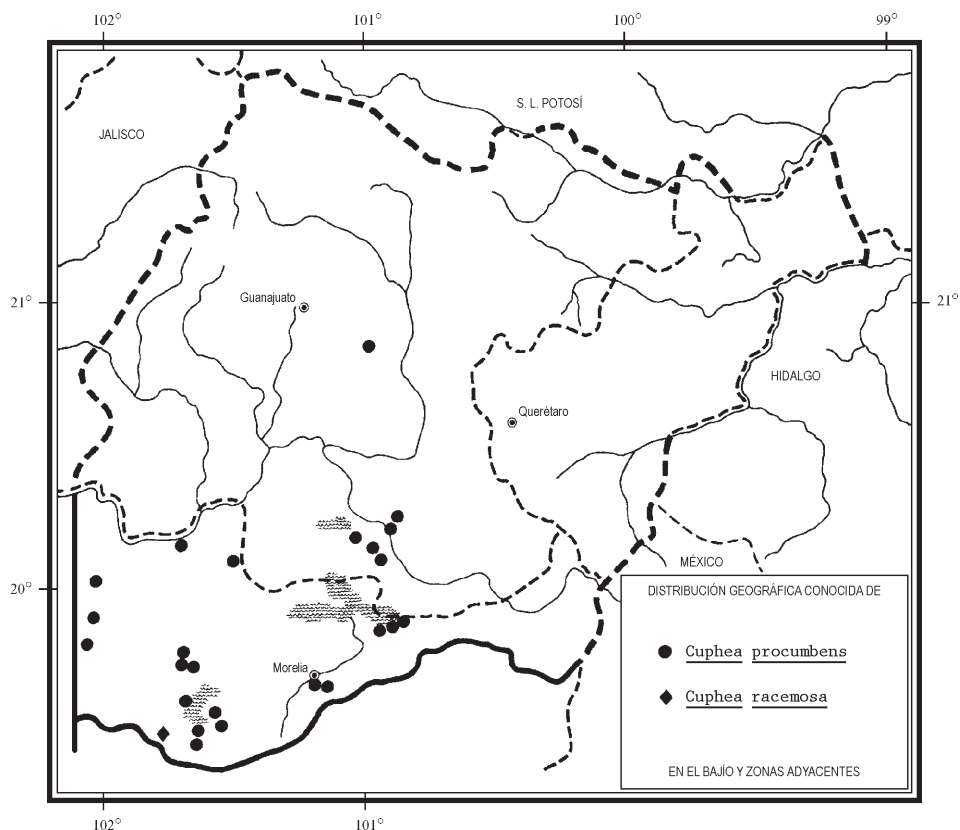 102° 101° 100° 99°
S. L. POTOSÍ
JALISCO
Guanajuato
21° 21°
HIDALGO
Querétaro
MÉXICO
20°
DISTRIBUCIÓN GEOGRÁFICA CONOCIDA DE
Cuphea procumbens
Morelia
Cuphea racemosa
EN EL BAJÍO Y ZONAS ADYACENTES
102° 101°